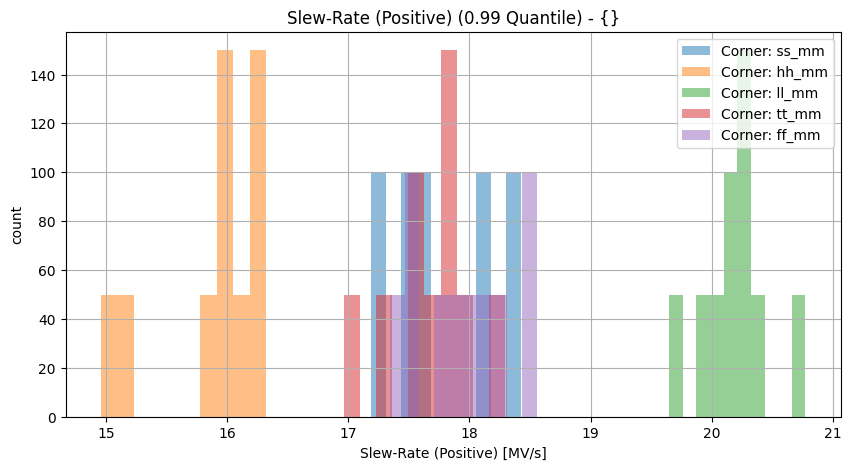 Slew-Rate (Positive) (0.99 Quantile) - {}
count
140
120
100
80
60
40
20
0
15 16 17 18 19 20 21
Slew-Rate (Positive) [MV/s]
Corner: ss_mm
Corner: hh_mm
Corner: ll_mm
Corner: tt_mm
Corner: ff_mm